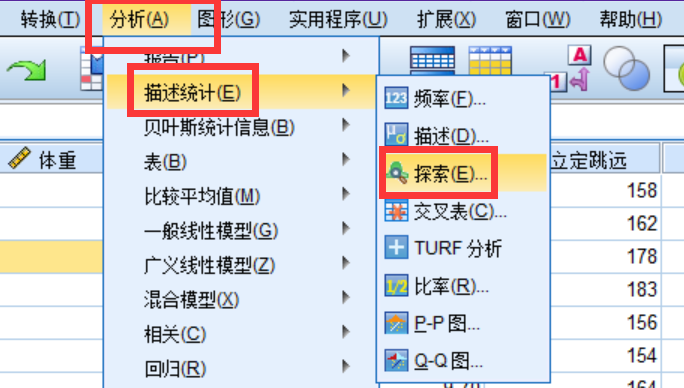 转换(T) 分析(A) 图形(G) 实用程序(U) 扩展(X) 窗口(W) 帮助(H)
报告(P)
描述统计(E)
贝叶斯统计信息(B)
表(B)
比较平均值(M)
一般线性模型(G)
广义线性模型(Z)
混合模型(X)
相关(C)
回归(R)
123 频率(F)...
描述(D)...
探索(E)...
交叉表(C)...
TURF 分析
1/2 比率(R)...
P-P 图...
Q-Q 图...
A
1
体重
立定跳远
158
162
178
183
156
154
164